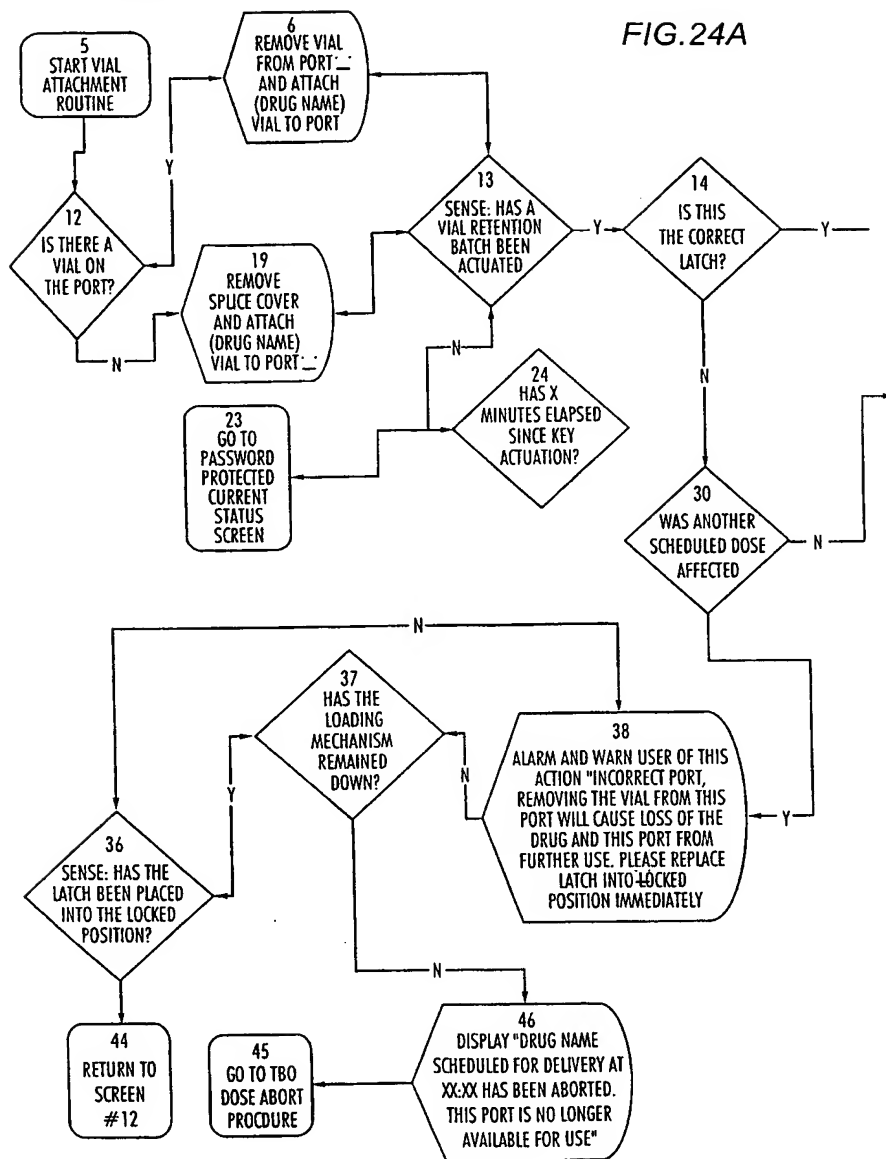 FIG.24A
5
START VIAL
ATTACHMENT
ROUTINE
6
REMOVE VIAL
FROM PORT _
AND ATTACH
(DRUG NAME)
VIAL TO PORT
Y
12
IS THERE A
VIAL ON
THE PORT?
N
19
REMOVE
SPLICE COVER
AND ATTACH
(DRUG NAME)
VIAL TO PORT _
13
SENSE: HAS A
VIAL RETENTION
BATCH BEEN
ACTUATED
Y
14
IS THIS
THE CORRECT
LATCH?
Y
N
N
24
HAS X
MINUTES ELAPSED
SINCE KEY
ACTUATION?
23
GO TO
PASSWORD
PROTECTED
CURRENT
STATUS
SCREEN
30
WAS ANOTHER
SCHEDULED DOSE
AFFECTED
N
Y
N
37
HAS THE
LOADING
MECHANISM
REMAINED
DOWN?
N
Y
38
ALARM AND WARN USER OF THIS
ACTION "INCORRECT PORT,
REMOVING THE VIAL FROM THIS
PORT WILL CAUSE LOSS OF THE
DRUG AND THIS PORT FROM
FURTHER USE. PLEASE REPLACE
LATCH INTO LOCKED
POSITION IMMEDIATELY
36
SENSE: HAS THE
LATCH BEEN PLACED
INTO THE LOCKED
POSITION?
N
44
RETURN TO
SCREEN
#12
45
GO TO TBO
DOSE ABORT
PROCDURE
46
DISPLAY "DRUG NAME
SCHEDULED FOR DELIVERY AT
XX:XX HAS BEEN ABORTED.
THIS PORT IS NO LONGER
AVAILABLE FOR USE"